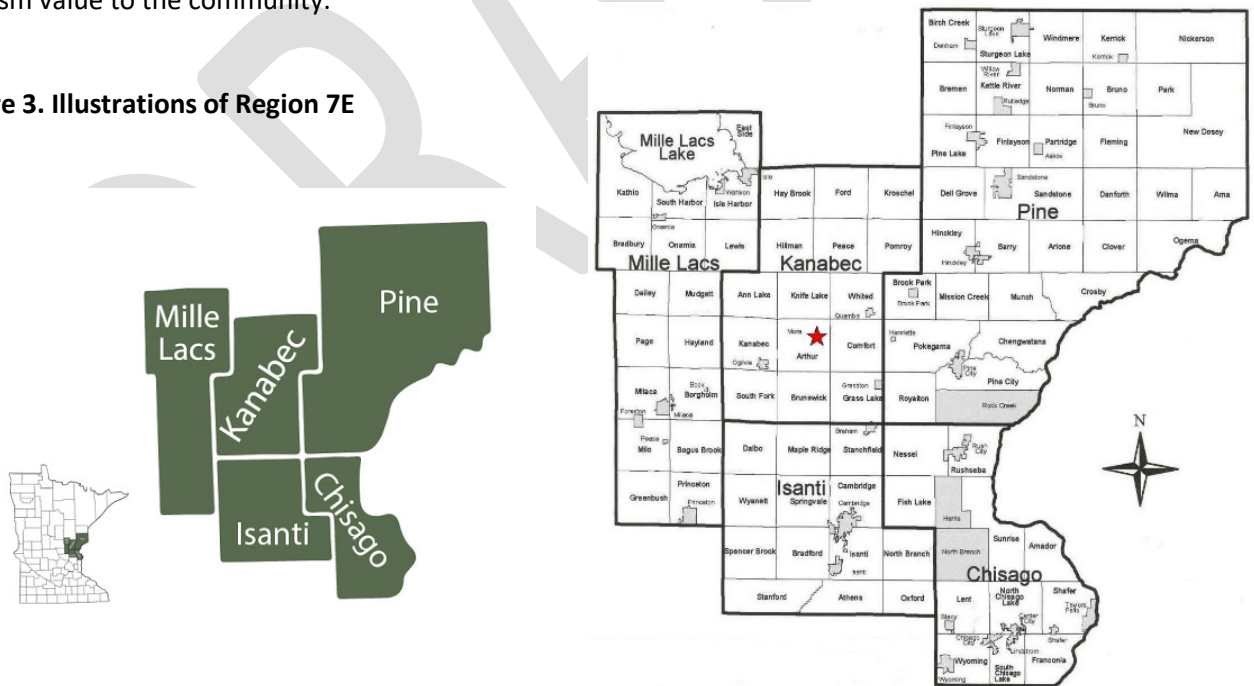 sm value to the community.
e 3. Illustrations of Region 7E
Mille
Lacs
Kanabec
Pine
Isanti
Chisago
Birch Creek
Sturgeon
Lake
Denham
Sturgeon Lake
Windmere
Kerrick
Kerrick
Nickerson
Willow
River
Bremen
Kettle River
Rutledge
Norman
Bruno
Bruno
Park
New Dosey
Finlayson
Pine Lake
Finlayson
Partridge
Askov
Fleming
Mille Lacs
Lake
East
Side
Isle
Wahkon
Kathio
South Harbor
Isle Harbor
Onamia
Hay Brook
Ford
Kroschel
Dell Grove
Sandstone
Sandstone
Danforth
Wilma
Arna
Pine
Bradbury
Onamia
Lewis
Mille Lacs
Hillman
Peace
Pomroy
Kanabec
Hinckley
Hinckley
Barry
Arlone
Clover
Ogema
Dailey
Mudgett
Ann Lake
Knife Lake
Whited
Quamba
Brook Park
Brook Park
Mission Creek
Munch
Crosby
Page
Hayland
Kanabec
Ogilvie
Mora
Arthur
Comfort
Henriette
Pokegama
Chengwatana
Pine
City
Pine City
Milaca
Bock
Borgholm
Milaca
Foreston
South Fork
Brunswick
Grasston
Grass Lake
Royalton
Rock Creek
N
Pease
Milo
Bogus Brook
Dalbo
Maple Ridge
Braham
Stanchfield
Nessel
Rush
City
Rushseba
Greenbush
Princeton
Princeton
Wyanett
Isanti
Springvale
Cambridge
Cambridge
Fish Lake
Harris
Spencer Brook
Bradford
Isanti
Isanti
North Branch
North Branch
Sunrise
Amador
Chisago
Stanford
Athens
Oxford
Lent
Stacy
North
Chisago
Lake
Center
City
Shafer
Taylors
Falls
Shafer
Chisago
City
Lindstrom
Wyoming
Wyoming
South
Chisago
Lake
Franconia